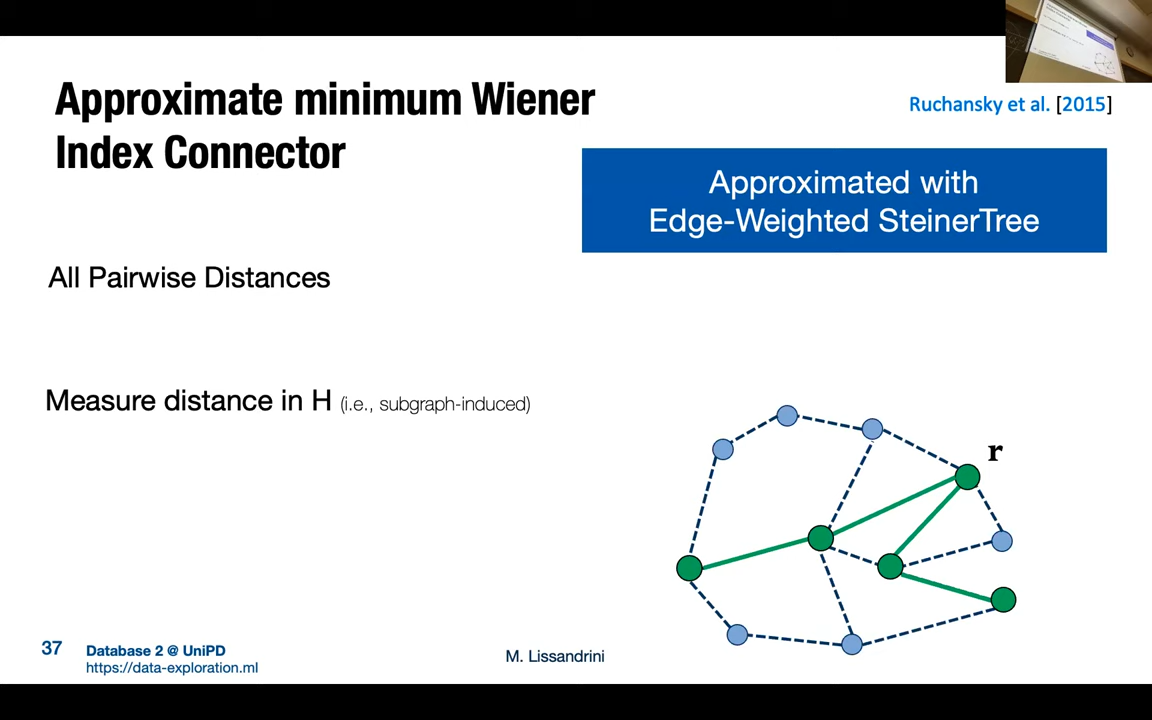 Approximate minimum Wiener
Index Connector
Ruchansky et al. [2015]
Approximated with
Edge-Weighted SteinerTree
All Pairwise Distances
Measure distance in H (i.e., subgraph-induced)
r
37
Database 2 @ UniPD
https://data-exploration.ml
M. Lissandrini